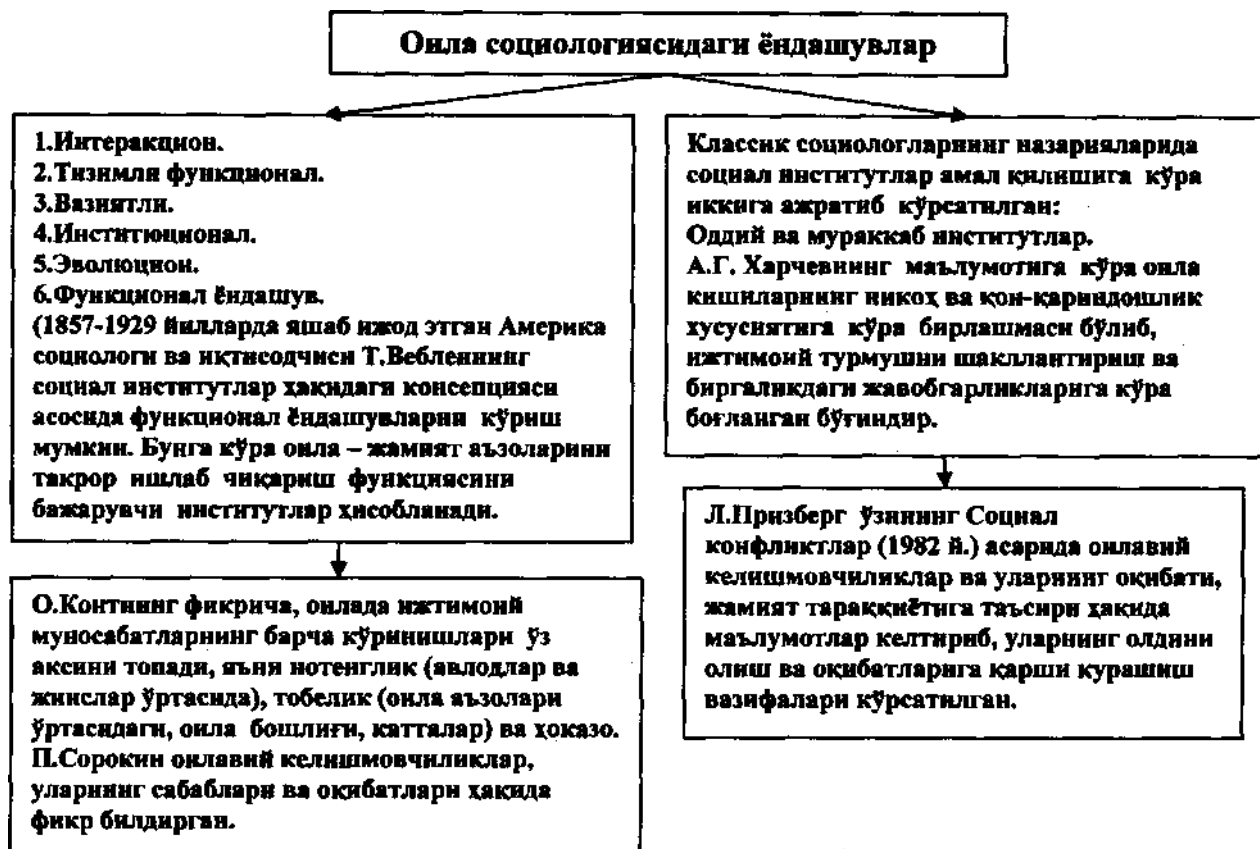 Оила социологиясидаги ёндашувлар
1.Интеракцион.
2.Тизимли функционал.
3.Вазиятли.
4.Институционал.
5.Эволюцион.
6.Функционал ёндашув.
(1857-1929 йилларда яшаб ижод этган Америка
социологи ва иқтисодчиси Т.Вебленнинг
социал институтлар ҳақидаги консепцияси
асосида функционал ёндашувларни кўриш
мумкин. Бунга кўра оила – жамият аъзоларини
такрор ишлаб чиқариш функциясини
бажарувчи институтлар ҳисобланади.
О.Контнинг фикрича, оилада ижтимоий
муносабатларнинг барча кўринишлари ўз
аксини топади, яъни нотенглик (авлодлар ва
жинслар ўртасида), тобелик (оила аъзолари
ўртасидаги, оила бошлиғи, катталар) ва ҳоказо.
П.Сорокин оилавий келишмовчиликлар,
уларнинг сабаблари ва оқибатлари ҳақида
фикр билдирган.
Классик социологларнинг назарияларида
социал институтлар амал қилишига кўра
иккига ажратиб кўрсатилган:
Оддий ва мураккаб институтлар.
А.Г. Харчевнинг маълумотига кўра оила
кишиларнинг никоҳ ва қон-қариндошлик
хусусиятига кўра бирлашмаси бўлиб,
ижтимоий турмушни шакллантириш ва
биргаликдаги жавобгарликларига кўра
боғланган бўғиндир.
Л.Призберг ўзининг Социал
конфликтлар (1982 й.) асарида оилавий
келишмовчиликлар ва уларнинг оқибати,
жамият тараққиётига таъсири ҳақида
маълумотлар келтириб, уларнинг олдини
олиш ва оқибатларига қарши курашиш
вазифалари кўрсатилган.